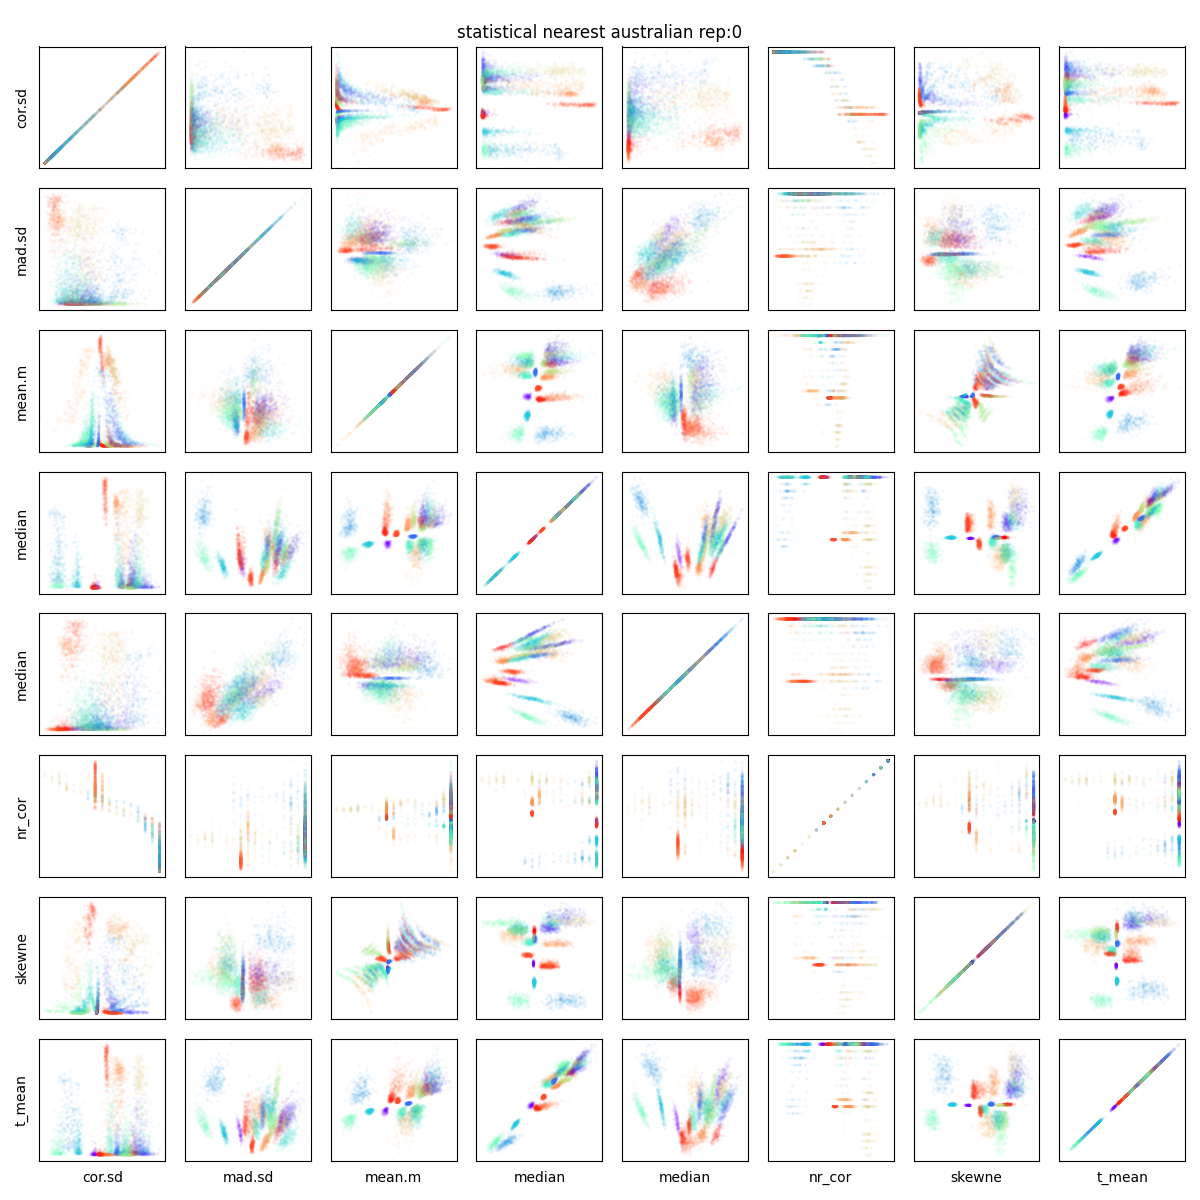 statistical nearest australian rep:0
cor.sd
mad.sd
mean.m
median
median
nr_cor
skewne
t_mean
cor.sd mad.sd mean.m median median nr_cor skewne t_mean